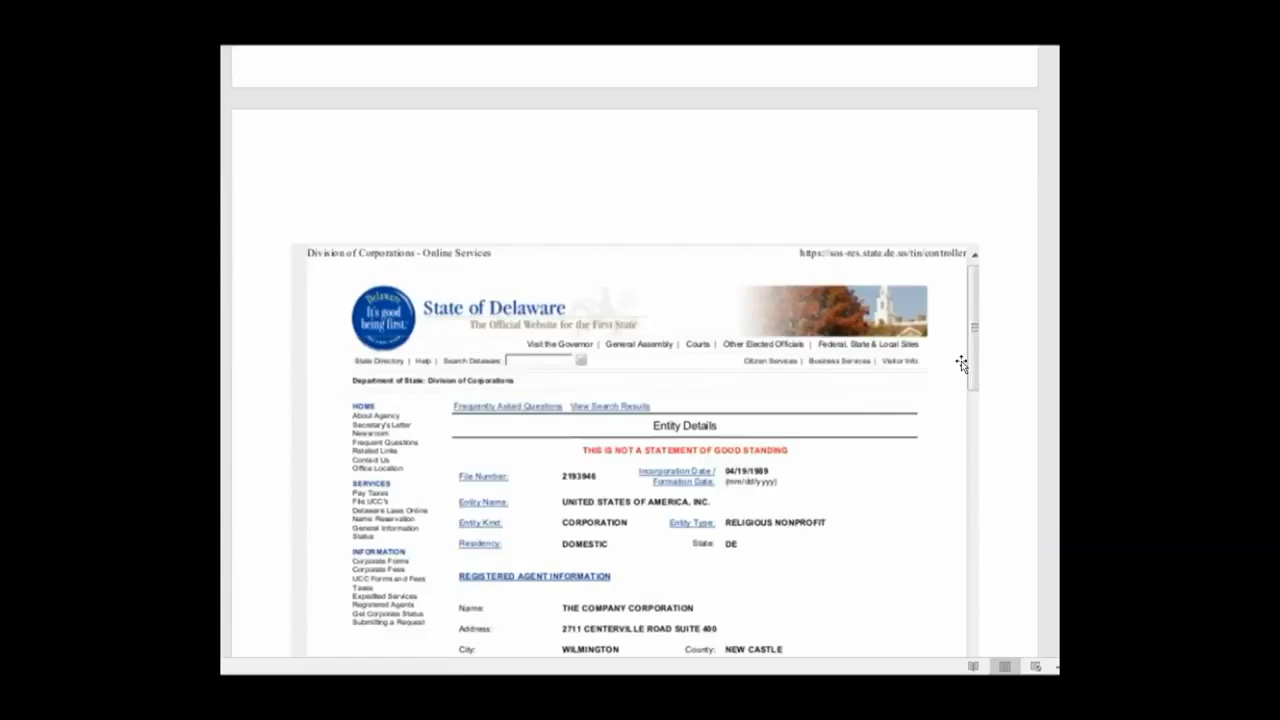 Division of Corporations - Online Services https://sos-res.state.de.us/tin/controller
Delaware
It's good
being first.
State of Delaware
The Official Website for the First State
Visit the Governor | General Assembly | Courts | Other Elected Officials | Federal, State & Local Sites
State Directory | Help | Search Delaware: Citizen Services | Business Services | Visitor Info.
Department of State: Division of Corporations
HOME
About Agency
Secretary's Letter
Newsroom
Frequent Questions
Related Links
Contact Us
Office Location
SERVICES
Pay Taxes
File UCC's
Delaware Laws Online
Name Reservation
General Information
Status
INFORMATION
Corporate Forms
Corporate Fees
UCC Forms and Fees
Taxes
Expedited Services
Registered Agents
Get Corporate Status
Submitting a Request
Frequently Asked Questions View Search Results
Entity Details
THIS IS NOT A STATEMENT OF GOOD STANDING
File Number: 2193946 Incorporation Date / Formation Date: 04/19/1989 (mm/dd/yyyy)
Entity Name: UNITED STATES OF AMERICA, INC.
Entity Kind: CORPORATION Entity Type: RELIGIOUS NONPROFIT
Residency: DOMESTIC State: DE
REGISTERED AGENT INFORMATION
Name: THE COMPANY CORPORATION
Address: 2711 CENTERVILLE ROAD SUITE 400
City: WILMINGTON County: NEW CASTLE